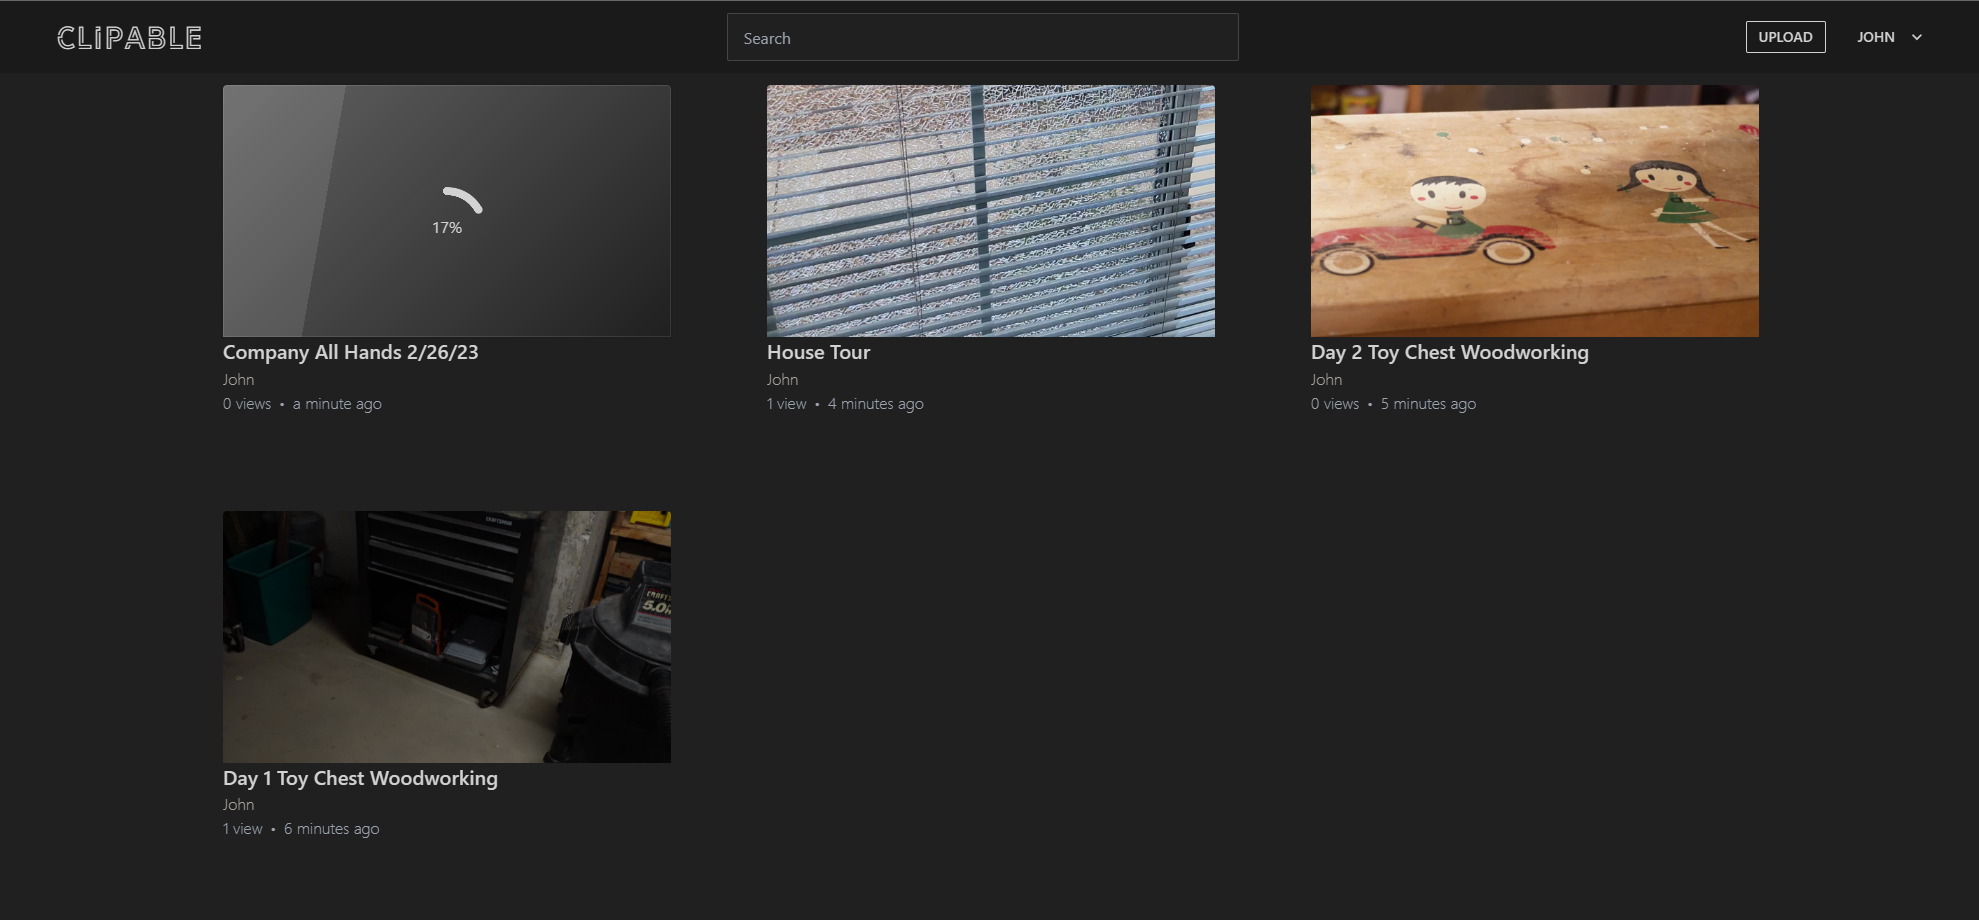 CLIPABLE
Search
UPLOAD
JOHN
17%
Company All Hands 2/26/23
John
0 views • a minute ago
House Tour
John
1 view • 4 minutes ago
Day 2 Toy Chest Woodworking
John
0 views • 5 minutes ago
CRAFTSMAN
5.0
Day 1 Toy Chest Woodworking
John
1 view • 6 minutes ago